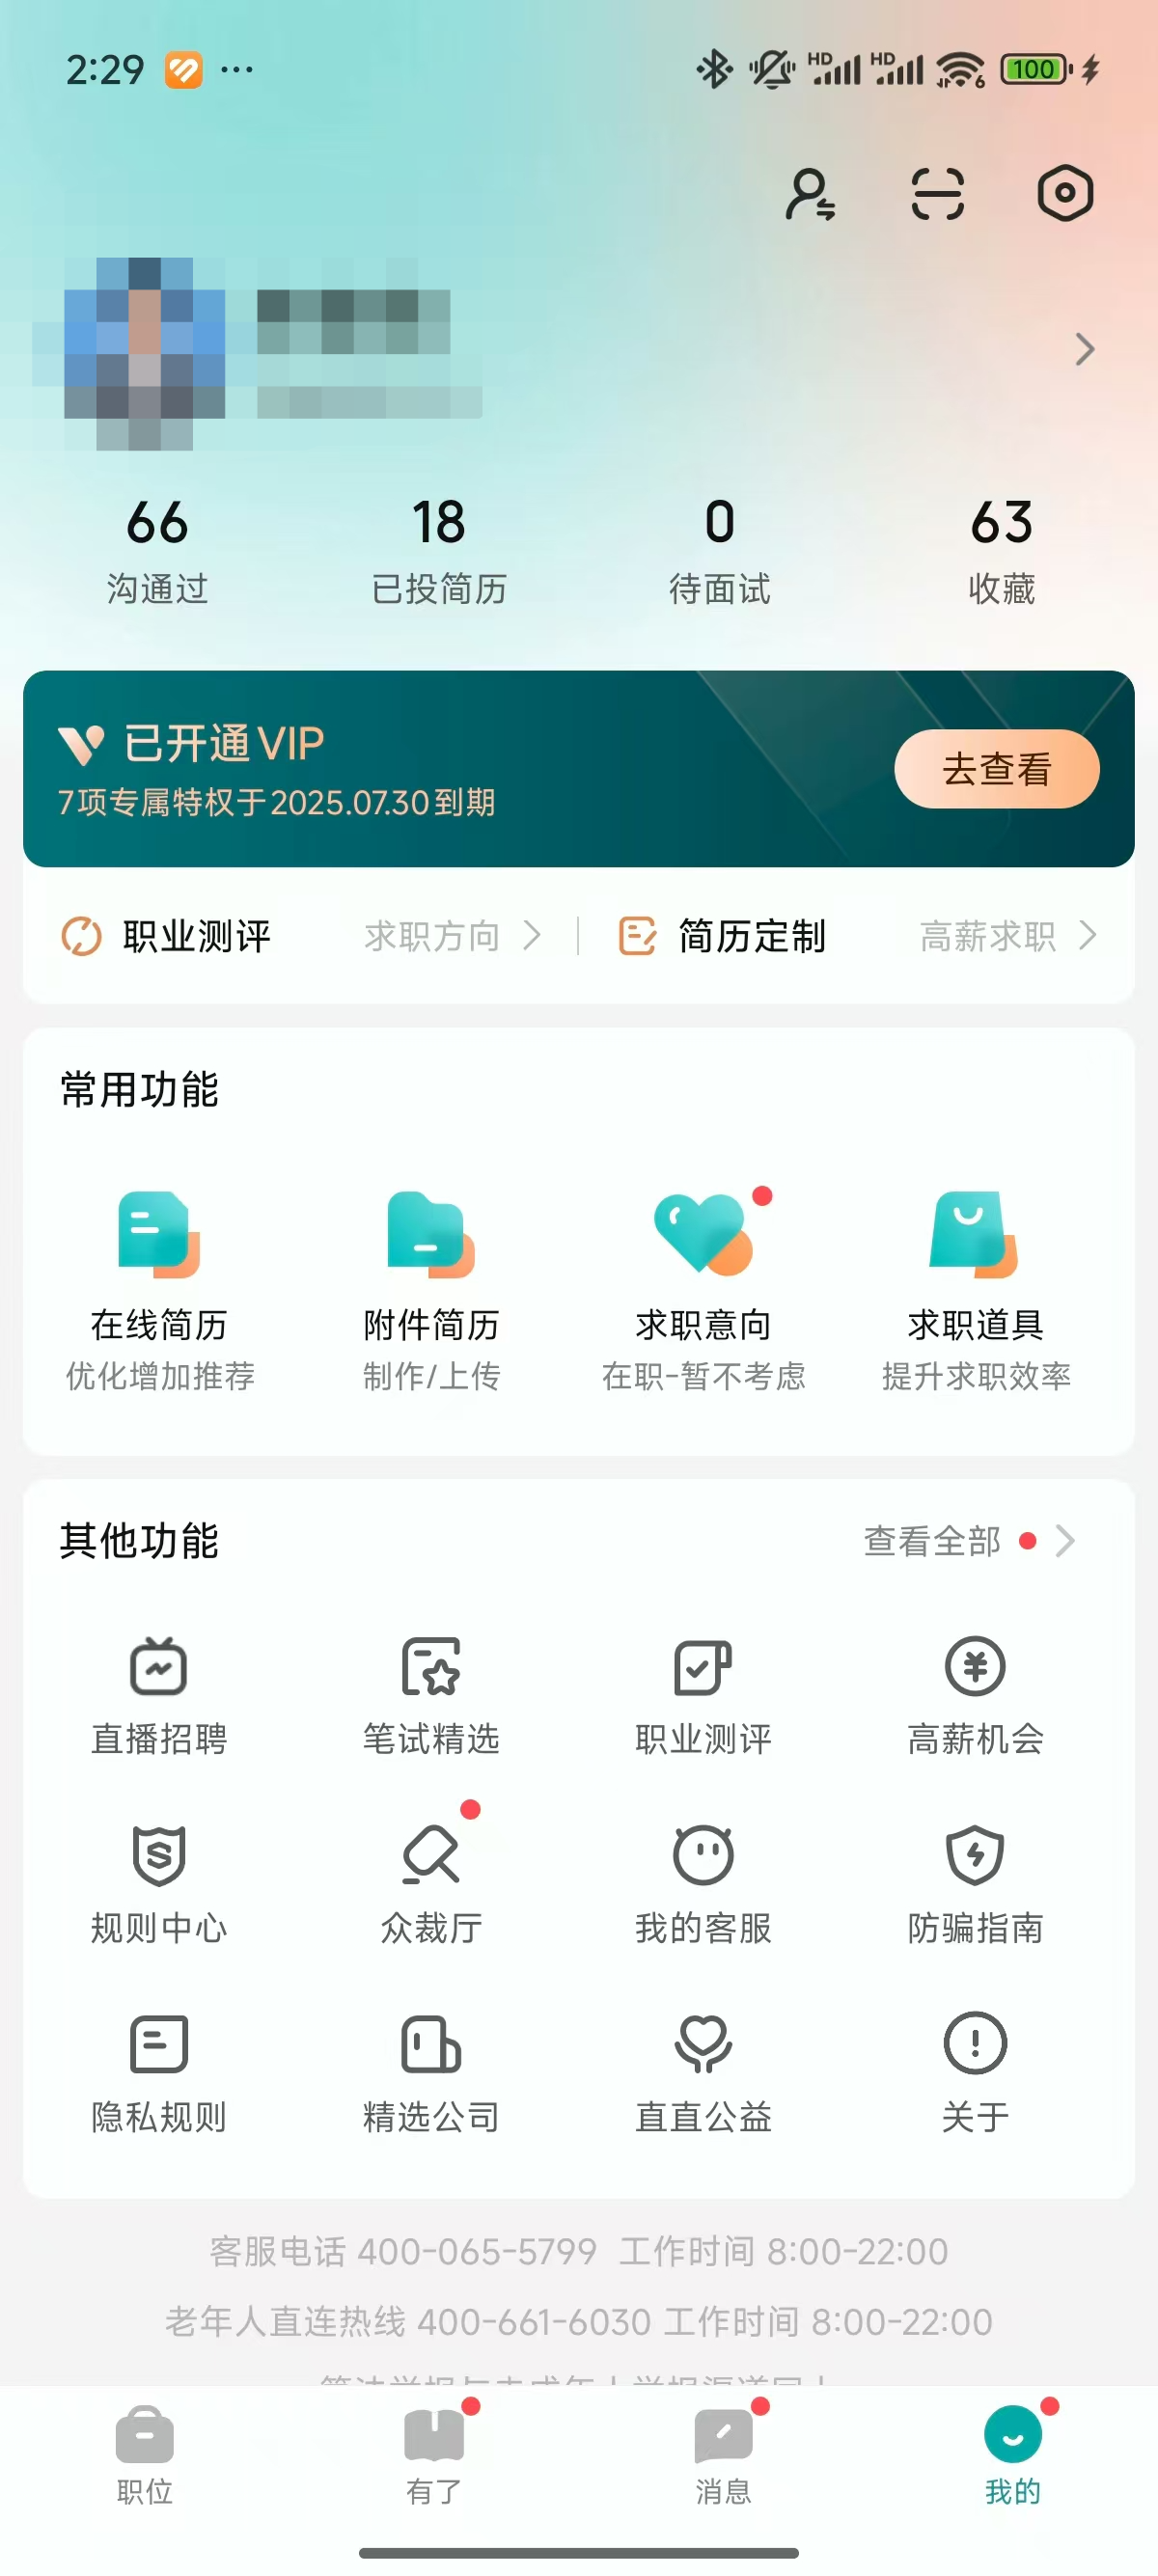 2:29 ···
HD HD 6 100
66 18 0 63
沟通过 已投简历 待面试 收藏
已开通VIP
去查看
7项专属特权于2025.07.30到期
职业测评 求职方向 简历定制 高薪求职
常用功能
在线简历 附件简历 求职意向 求职道具
优化增加推荐 制作/上传 在职-暂不考虑 提升求职效率
其他功能 查看全部
直播招聘 笔试精选 职业测评 高薪机会
规则中心 众裁厅 我的客服 防骗指南
隐私规则 精选公司 直直公益 关于
客服电话 400-065-5799 工作时间 8:00-22:00
老年人直连热线 400-661-6030 工作时间 8:00-22:00
职位 有了 消息 我的